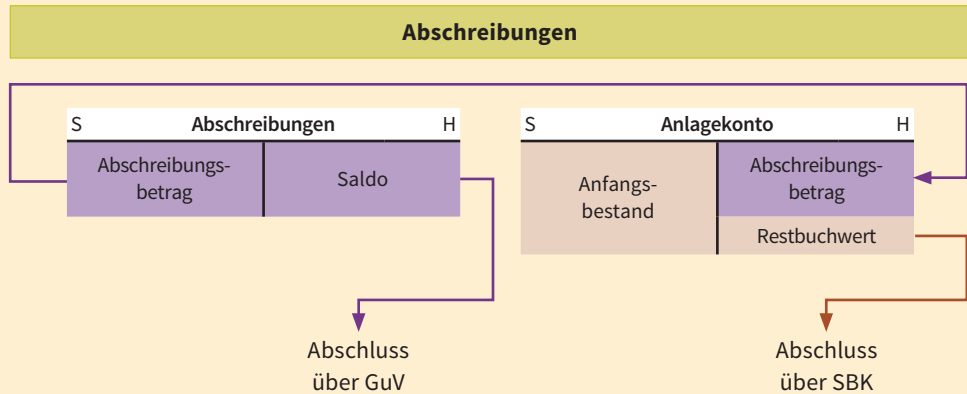 Abschreibungen
S Abschreibungen H
Abschreibungs-
betrag
Saldo
Abschluss
über GuV
S Anlagekonto H
Anfangs-
bestand
Abschreibungs-
betrag
Restbuchwert
Abschluss
über SBK